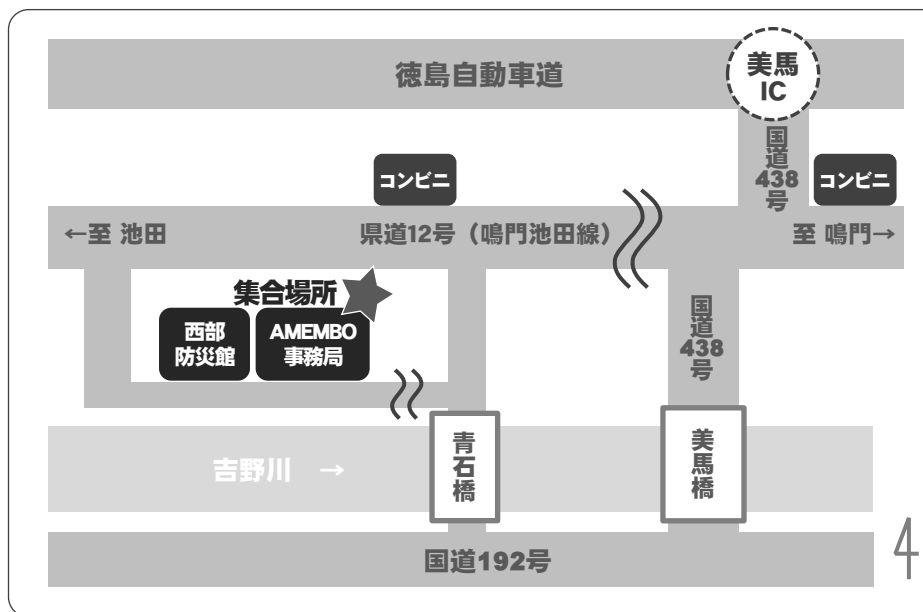 徳島自動車道
美馬
IC
国道
438
号
コンビニ
コンビニ
←至 池田
県道12号（鳴門池田線）
至 鳴門→
集合場所
西部
防災館
AMEMBO
事務局
国道
438
号
吉野川　→
青石橋
美馬橋
国道192号
4